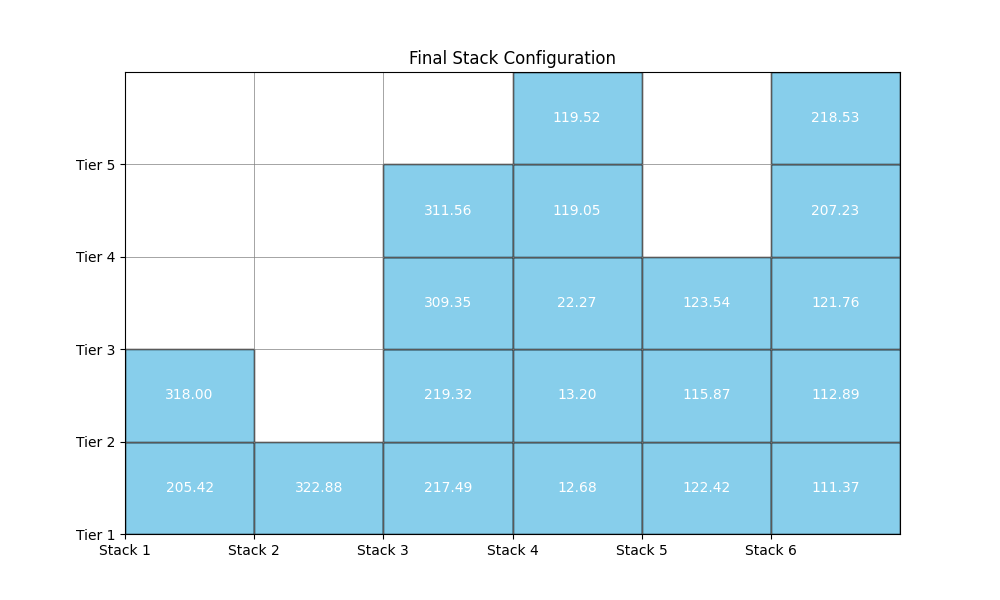 Final Stack Configuration
119.52 218.53
Tier 5
311.56 119.05 207.23
Tier 4
309.35 22.27 123.54 121.76
Tier 3
318.00 219.32 13.20 115.87 112.89
Tier 2
205.42 322.88 217.49 12.68 122.42 111.37
Tier 1
Stack 1 Stack 2 Stack 3 Stack 4 Stack 5 Stack 6